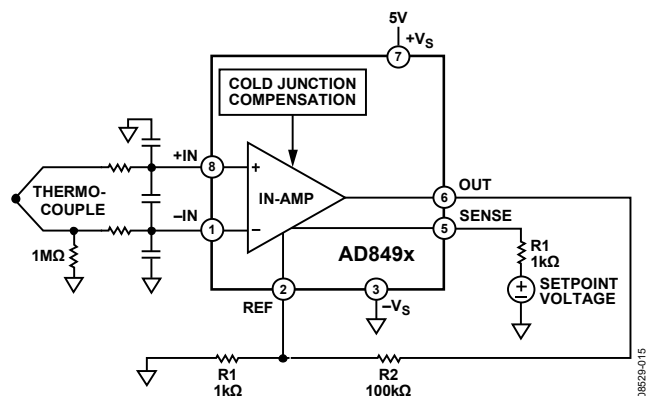 5V
+VS
7
COLD JUNCTION
COMPENSATION
+IN
8
+
THERMO-
COUPLE
IN-AMP
6
OUT
–IN
1
–
5
SENSE
1MΩ
AD849x
R1
1kΩ
2
3
SETPOINT
VOLTAGE
REF
–VS
R1
1kΩ
R2
100kΩ
08529-015